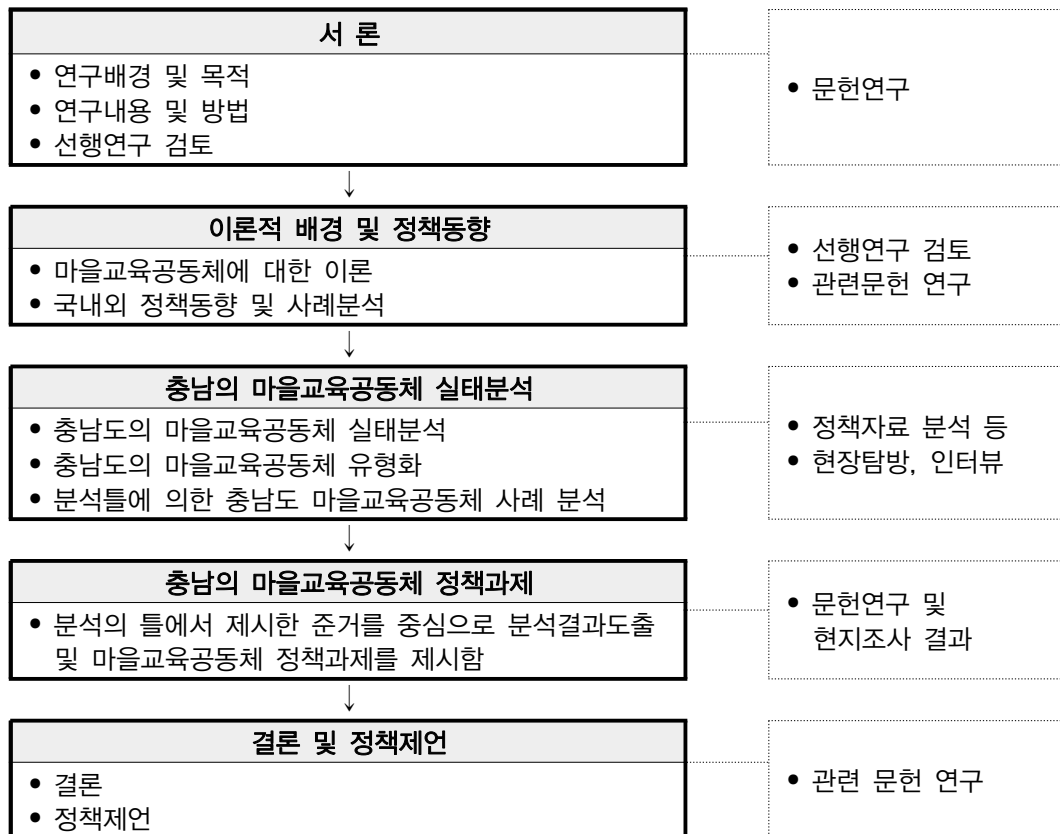 서 론
• 연구배경 및 목적
• 연구내용 및 방법
• 선행연구 검토
• 문헌연구
↓
이론적 배경 및 정책동향
• 마을교육공동체에 대한 이론
• 국내외 정책동향 및 사례분석
• 선행연구 검토
• 관련문헌 연구
↓
충남의 마을교육공동체 실태분석
• 충남도의 마을교육공동체 실태분석
• 충남도의 마을교육공동체 유형화
• 분석틀에 의한 충남도 마을교육공동체 사례 분석
• 정책자료 분석 등
• 현장탐방, 인터뷰
↓
충남의 마을교육공동체 정책과제
• 분석의 틀에서 제시한 준거를 중심으로 분석결과도출
및 마을교육공동체 정책과제를 제시함
• 문헌연구 및
현지조사 결과
↓
결론 및 정책제언
• 결론
• 정책제언
• 관련 문헌 연구